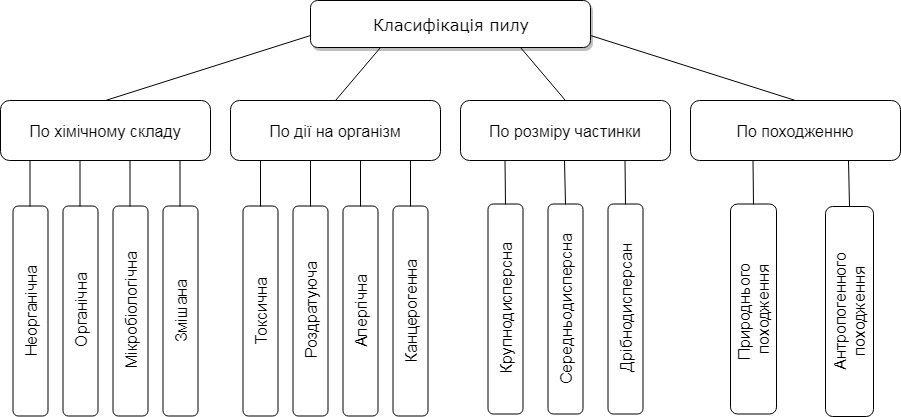 Класифікація пилу
По хімічному складу
По дії на організм
По розміру частинки
По походженню
Неорганічна
Органічна
Мікробіологічна
Змішана
Токсична
Роздратуюча
Алергічна
Канцерогенна
Крупнодисперсна
Середньодисперсна
Дрібнодисперсан
Природнього
походження
Антропогенного
походження